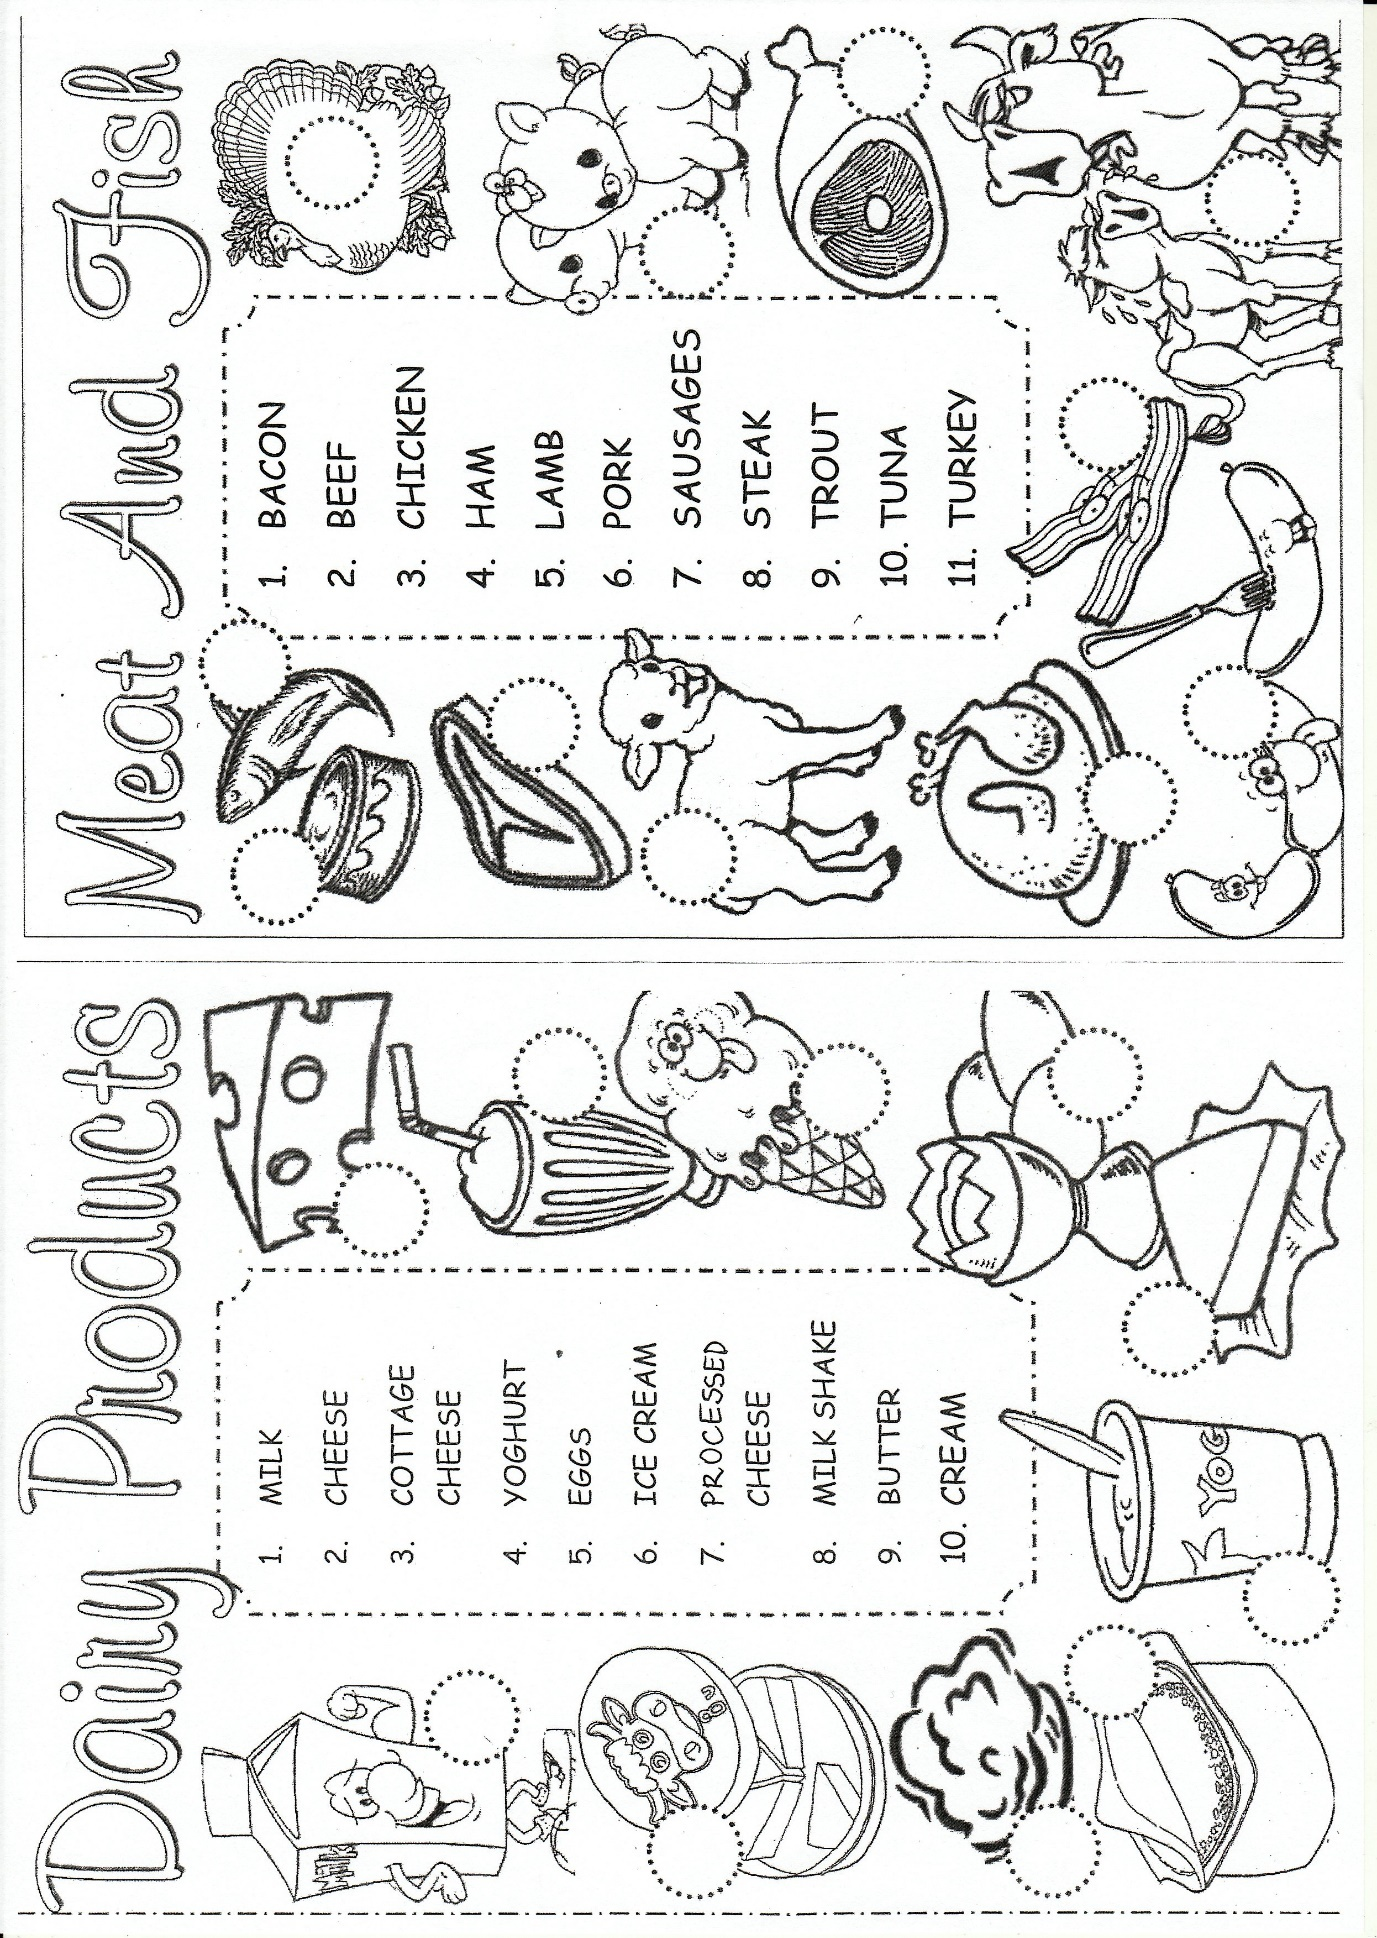 Dairy Products
1. MILK
2. CHEESE
3. COTTAGE
CHEESE
4. YOGHURT
5. EGGS
6. ICE CREAM
7. PROCESSED
CHEESE
8. MILK SHAKE
9. BUTTER
10. CREAM
Milk
YOG
Meat And Fish
1. BACON
2. BEEF
3. CHICKEN
4. HAM
5. LAMB
6. PORK
7. SAUSAGES
8. STEAK
9. TROUT
10. TUNA
11. TURKEY